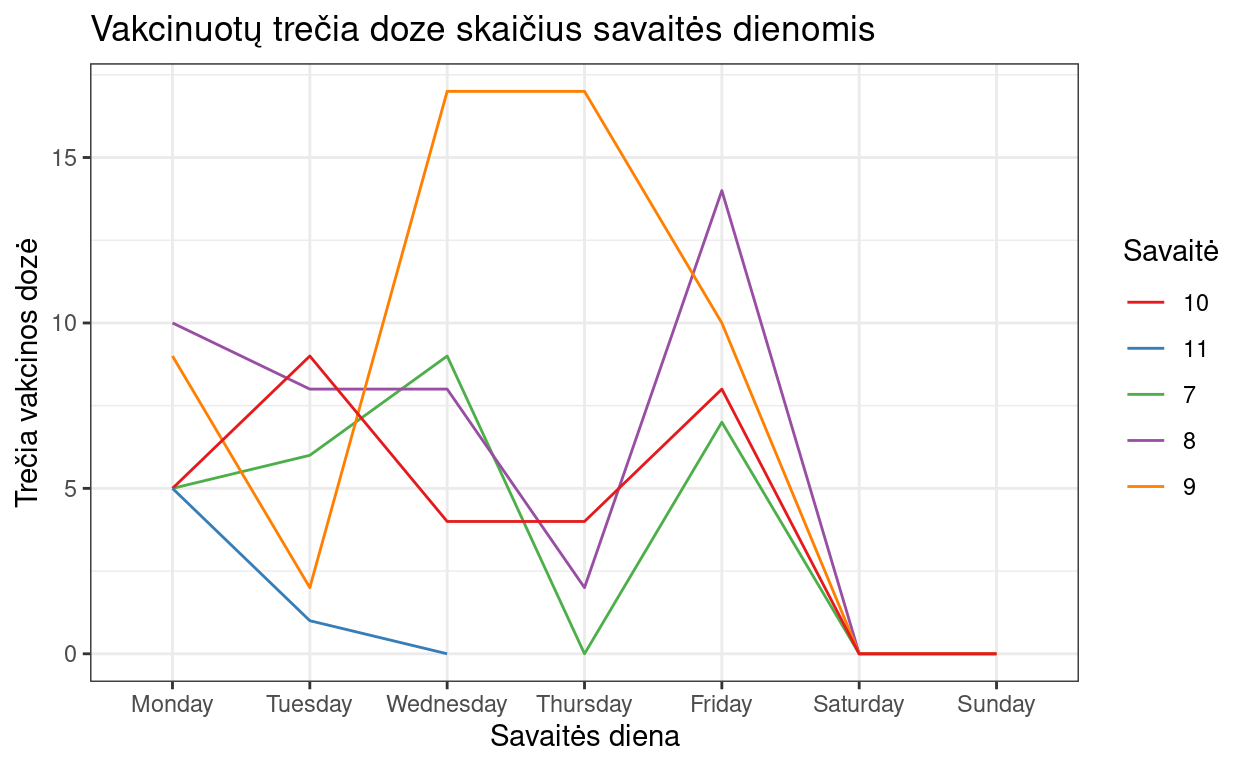 Vakcinuotų trečia doze skaičius savaitės dienomis
Trečia vakcinos dozė
15
10
5
0
Monday Tuesday Wednesday Thursday Friday Saturday Sunday
Savaitės diena
Savaitė
10
11
7
8
9